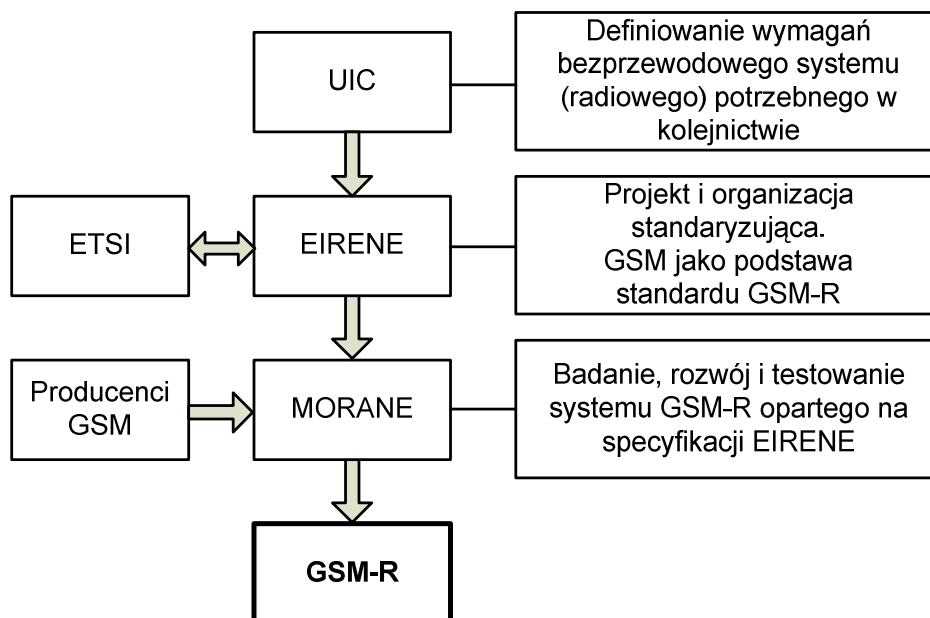 UIC
Definiowanie wymagań
bezprzewodowego systemu
(radiowego) potrzebnego w
kolejnictwie
ETSI
EIRENE
Projekt i organizacja
standaryzująca.
GSM jako podstawa
standardu GSM-R
Producenci
GSM
MORANE
Badanie, rozwój i testowanie
systemu GSM-R opartego na
specyfikacji EIRENE
GSM-R